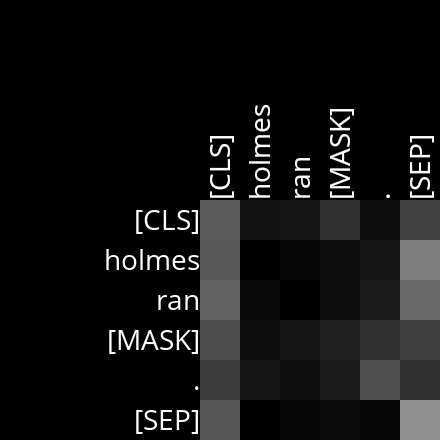 [CLS] holmes ran [MASK] . [SEP]
[CLS]
holmes
ran
[MASK]
.
[SEP]